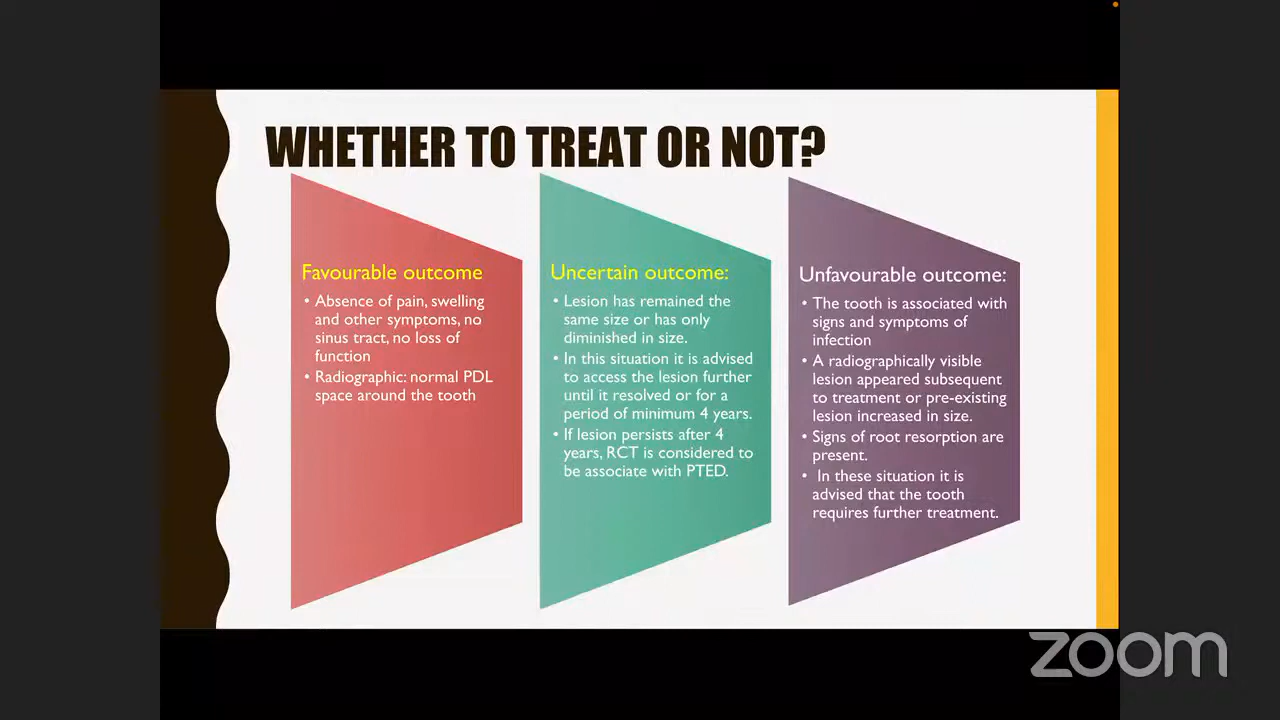 WHETHER TO TREAT OR NOT?
Favourable outcome
• Absence of pain, swelling
and other symptoms, no
sinus tract, no loss of
function
• Radiographic: normal PDL
space around the tooth
Uncertain outcome:
• Lesion has remained the
same size or has only
diminished in size.
• In this situation it is advised
to access the lesion further
until it resolved or for a
period of minimum 4 years.
• If lesion persists after 4
years, RCT is considered to
be associate with PTED.
Unfavourable outcome:
• The tooth is associated with
signs and symptoms of
infection
• A radiographically visible
lesion appeared subsequent
to treatment or pre-existing
lesion increased in size.
• Signs of root resorption are
present.
• In these situation it is
advised that the tooth
requires further treatment.
zoom